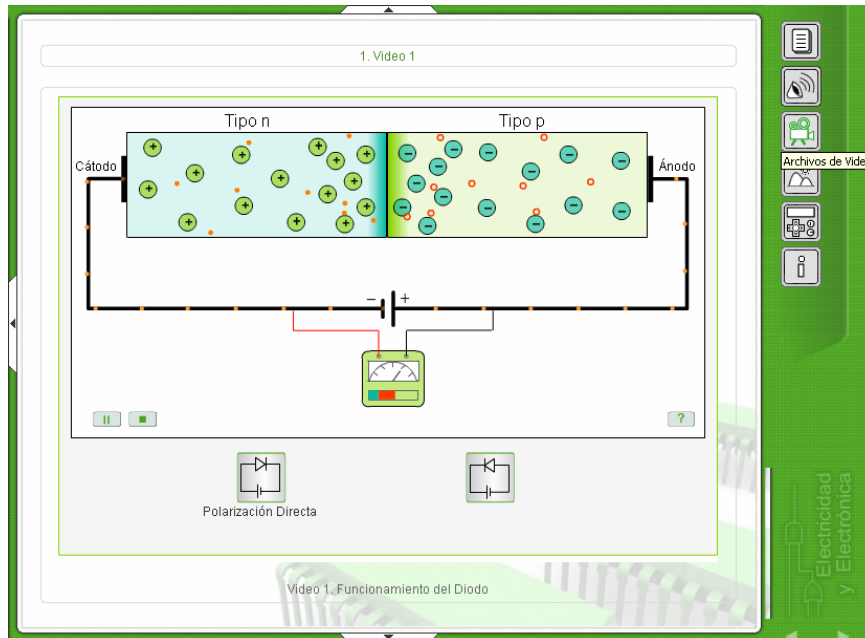 1. Video 1
Tipo n
Tipo p
Cátodo
Ánodo
Archivos de Vide
− +
?
Polarización Directa
Video 1. Funcionamiento del Diodo
Electricidad
y Electrónica